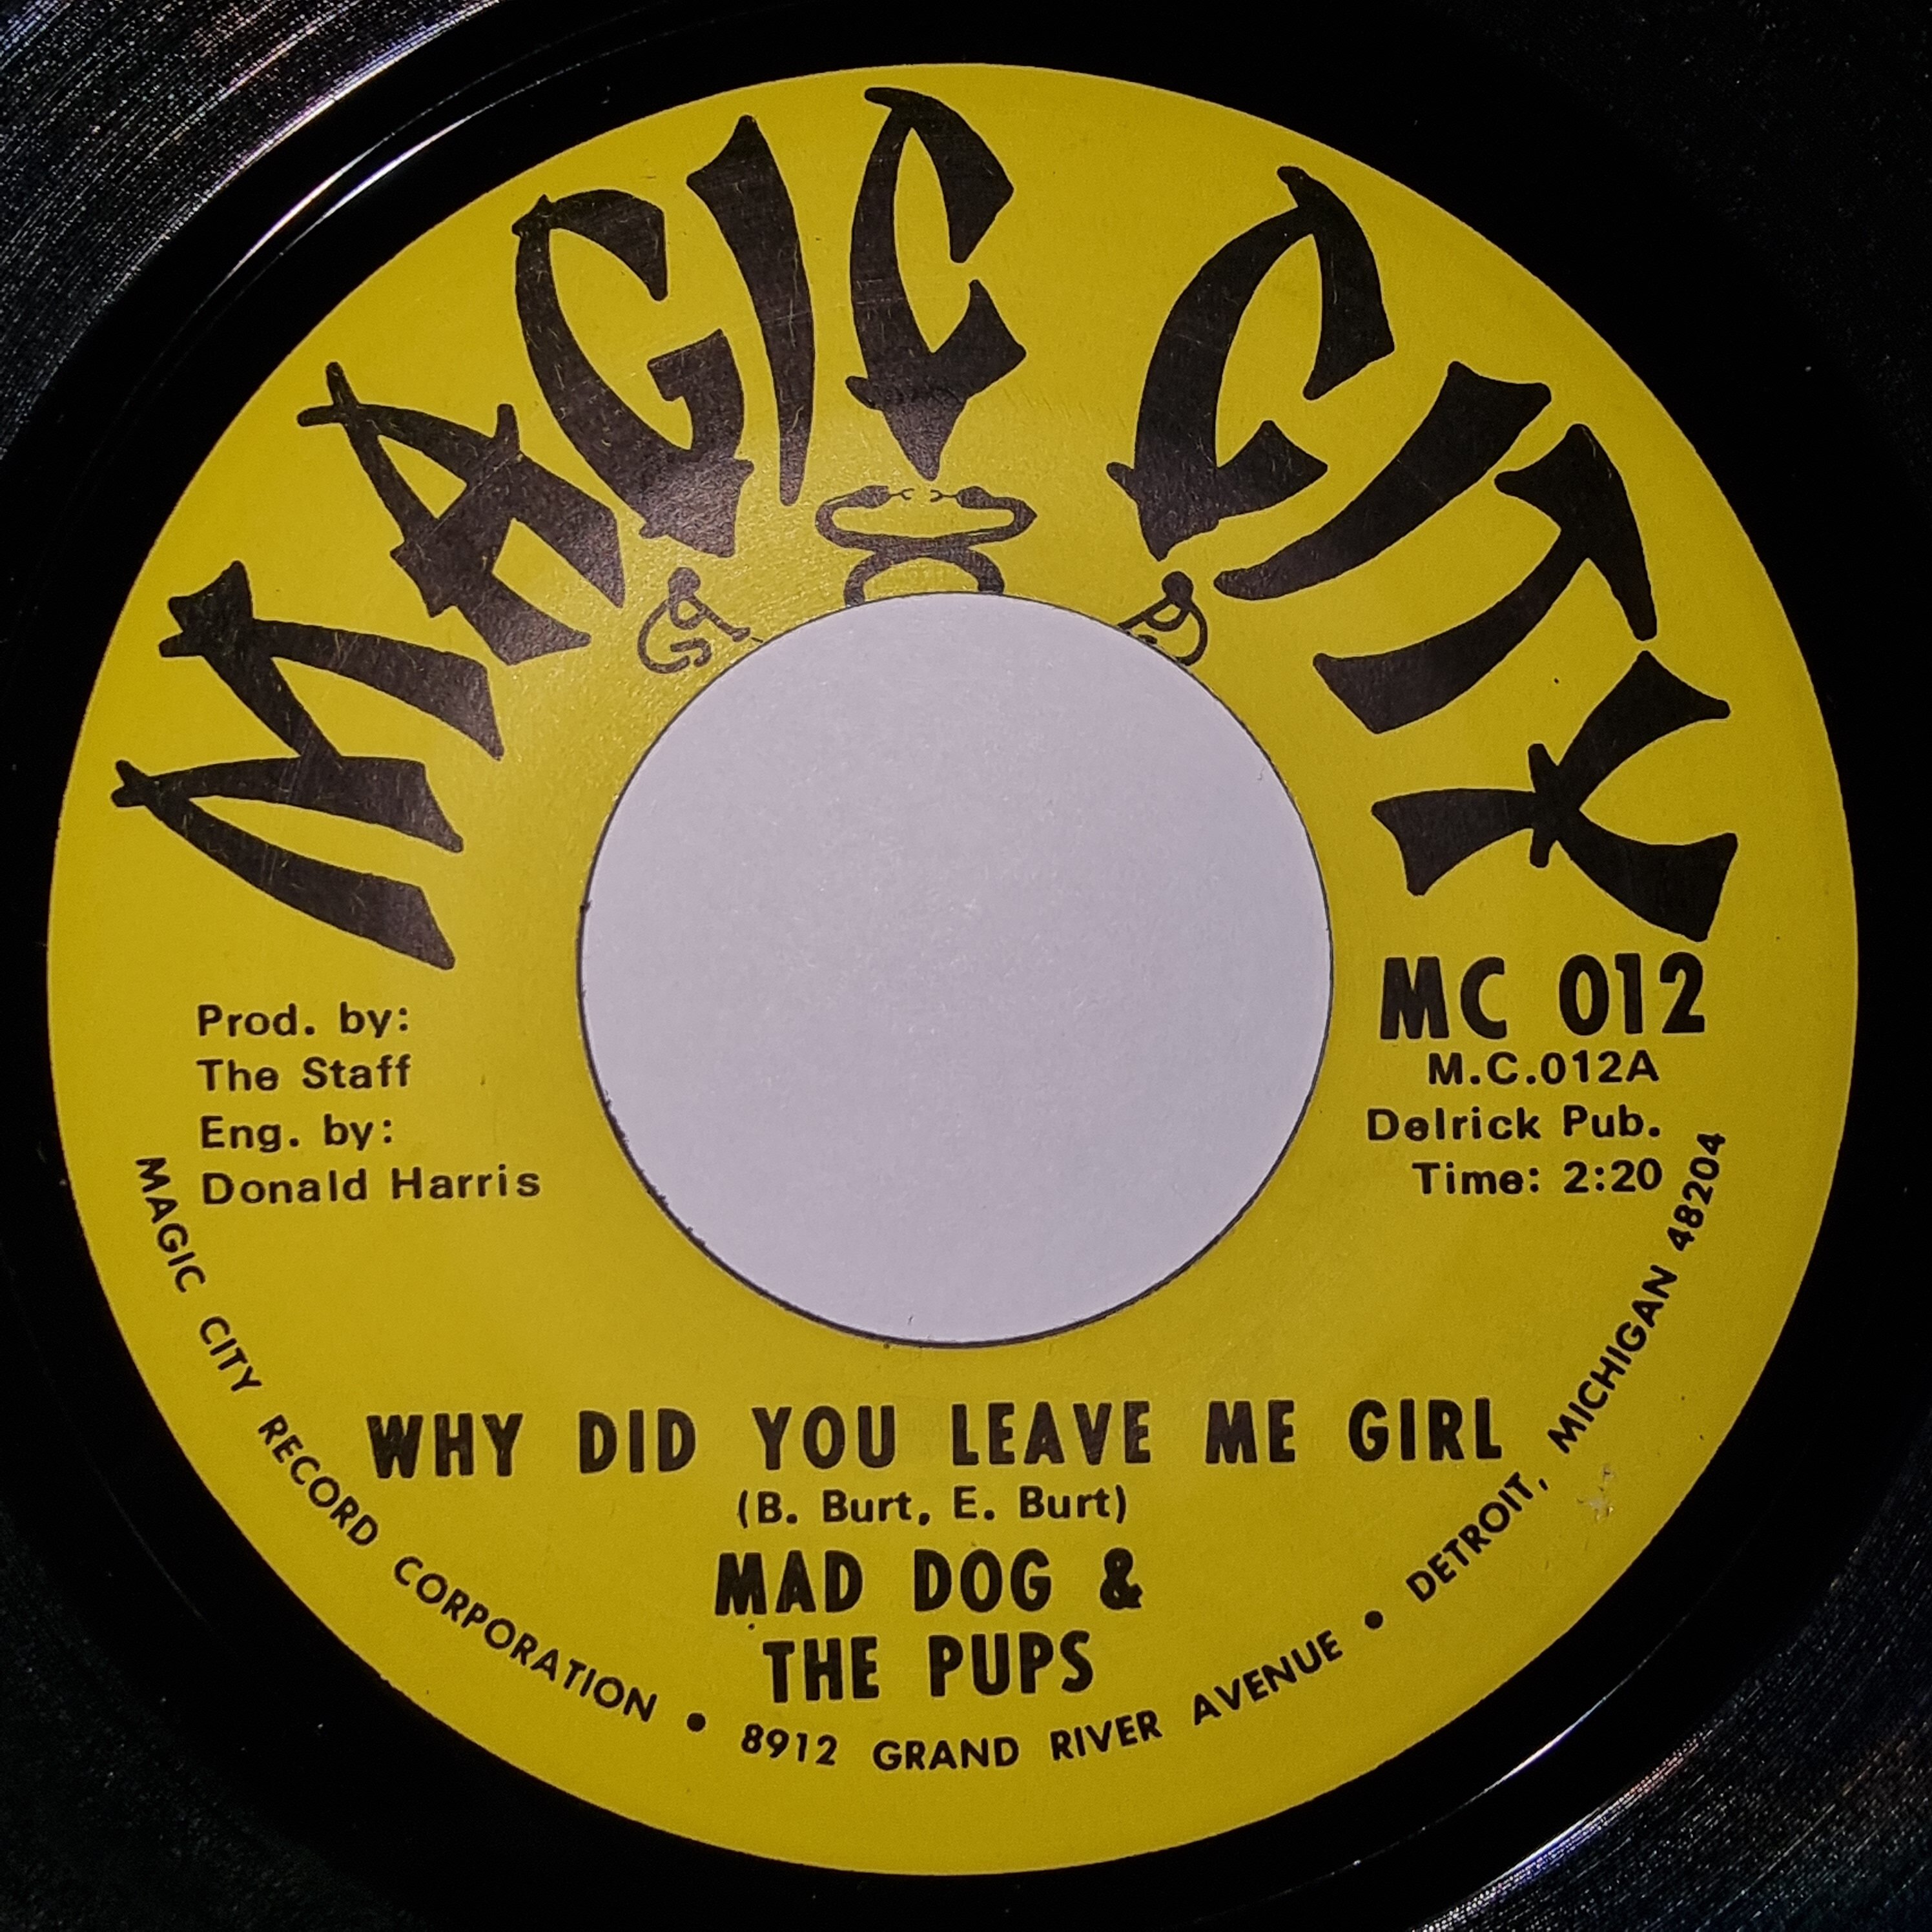 MAGIC CITY
Prod. by:
The Staff
Eng. by:
Donald Harris
MC 012
M.C.012A
Delrick Pub.
Time: 2:20
WHY DID YOU LEAVE ME GIRL
(B. Burt, E. Burt)
MAD DOG &
THE PUPS
MAGIC CITY RECORD CORPORATION • 8912 GRAND RIVER AVENUE • DETROIT, MICHIGAN 48204